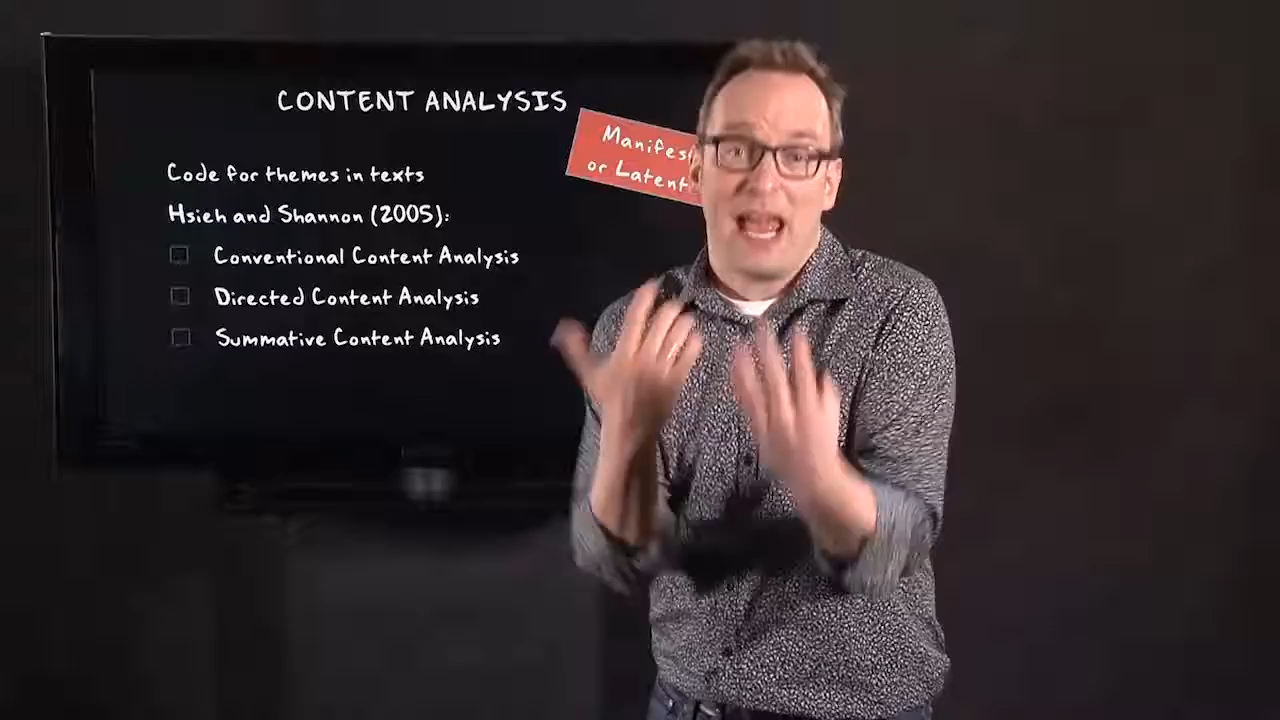 CONTENT ANALYSIS
Manifes
or Latent
Code for themes in texts
Hsieh and Shannon (2005):
Conventional Content Analysis
Directed Content Analysis
Summative Content Analysis